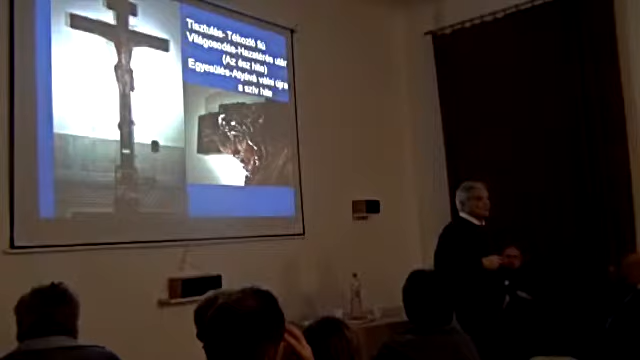 Tisztulás- Tékozló fiú
Világosodás-Hazatérés után
(Az ész hite)
Egyesülés-Atyává válni újra
a szív hite